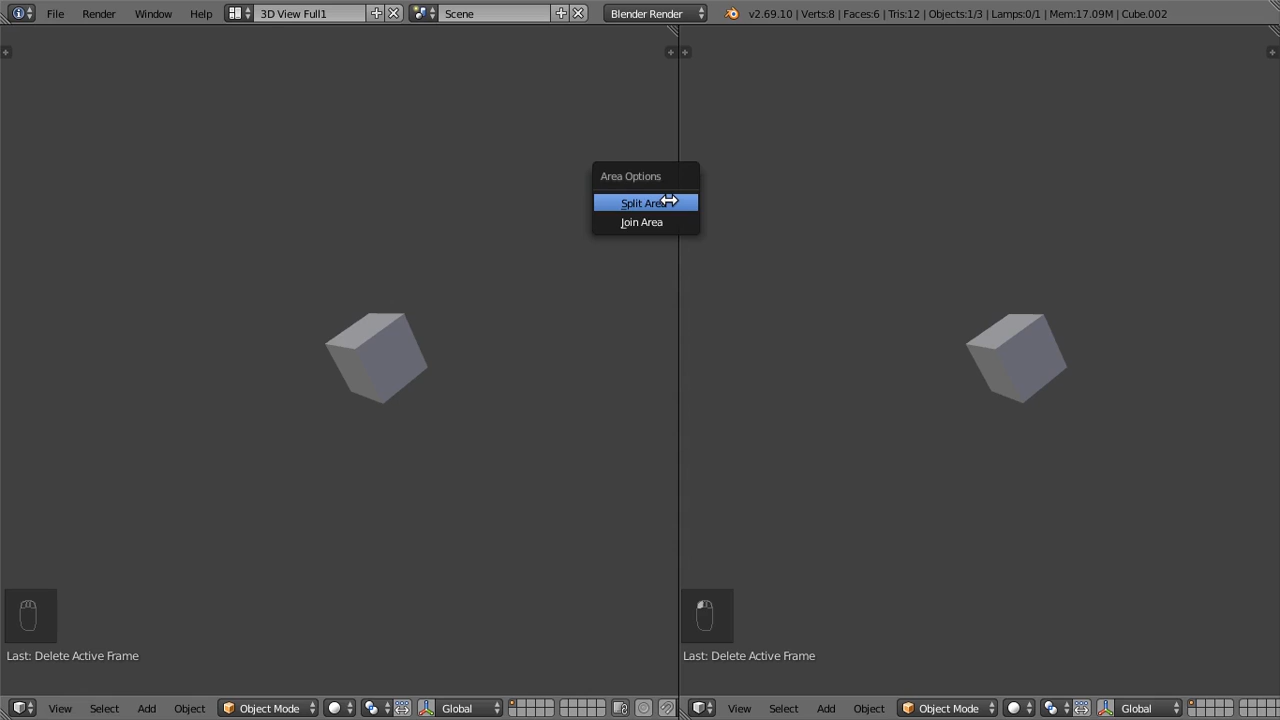 File Render Window Help 3D View Full1 Scene Blender Render v2.69.10 | Verts:8 | Faces:6 | Tris:12 | Objects:1/3 | Lamps:0/1 | Mem:17.09M | Cube.002
Area Options
Split Area
Join Area
Last: Delete Active Frame
Last: Delete Active Frame
View Select Add Object Object Mode Global
View Select Add Object Object Mode Global